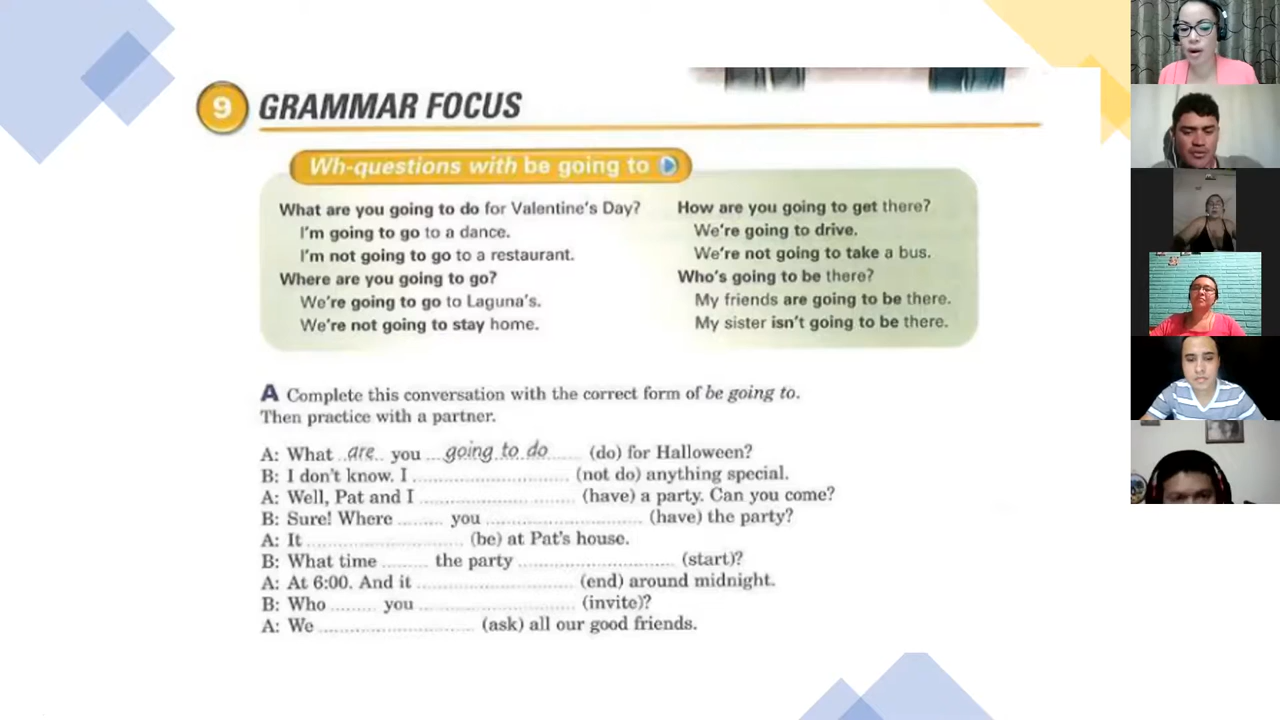 9 GRAMMAR FOCUS
Wh-questions with be going to
What are you going to do for Valentine's Day?
I'm going to go to a dance.
I'm not going to go to a restaurant.
Where are you going to go?
We're going to go to Laguna's.
We're not going to stay home.
How are you going to get there?
We're going to drive.
We're not going to take a bus.
Who's going to be there?
My friends are going to be there.
My sister isn't going to be there.
A Complete this conversation with the correct form of be going to.
Then practice with a partner.
A: What are you going to do (do) for Halloween?
B: I don't know. I .......................... (not do) anything special.
A: Well, Pat and I .......................... (have) a party. Can you come?
B: Sure! Where ........ you .......................... (have) the party?
A: It .......................... (be) at Pat's house.
B: What time ........ the party .......................... (start)?
A: At 6:00. And it .......................... (end) around midnight.
B: Who ........ you .......................... (invite)?
A: We .......................... (ask) all our good friends.